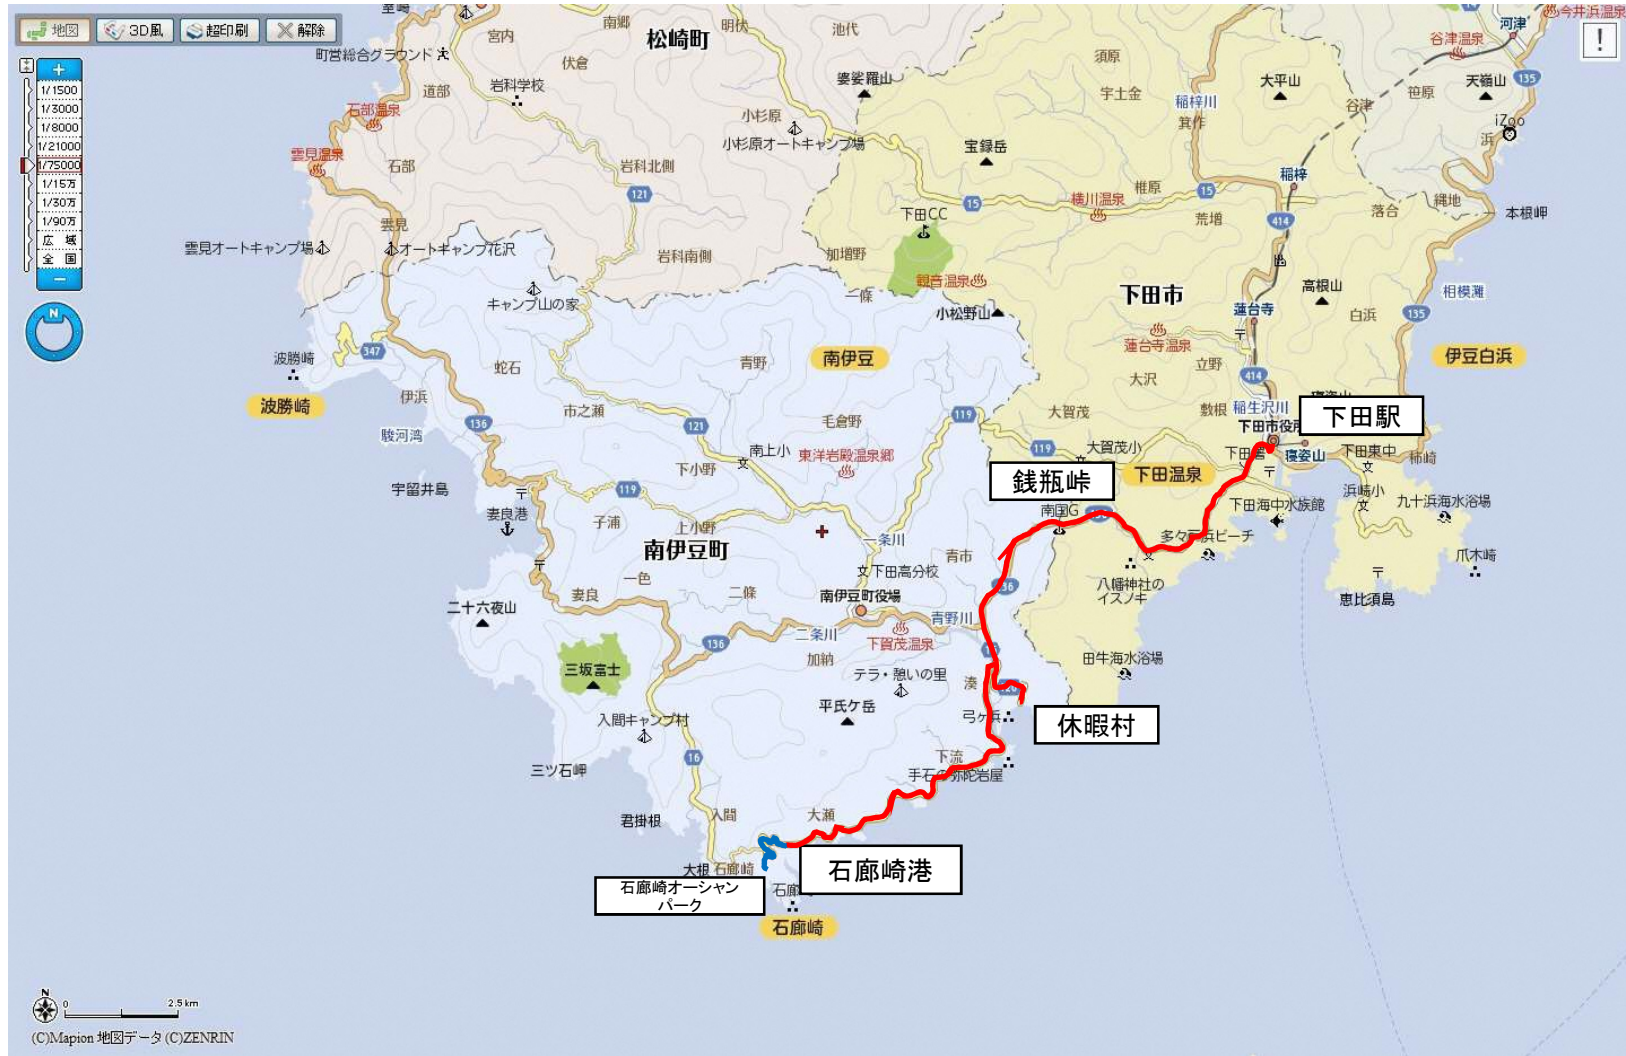 地図
3D風
超印刷
解除
!
+
1/1500
1/3000
1/8000
1/21000
1/75000
1/15万
1/30万
1/90万
広 域
全 国
−
N
室崎
南郷
明伏
池代
河津
今井浜温泉
宮内
松崎町
谷津温泉
町営総合グラウンド
伏倉
須原
135
婆娑羅山
大平山
天嶺山
道部
岩科学校
宇土金
稲梓川
笹原
石部温泉
小杉原
箕作
谷津
iZoo
浜
小杉原オートキャンプ場
宝録岳
雲見温泉
石部
岩科北側
稲梓
121
椎原
15
縄地
横川温泉
15
下田CC
荒増
落合
本根岬
雲見
414
雲見オートキャンプ場
オートキャンプ花沢
岩科南側
加増野
観音温泉
高根山
キャンプ山の家
一條
下田市
相模灘
小松野山
蓮台寺
135
白浜
蓮台寺温泉
347
波勝崎
蛇石
青野
南伊豆
立野
伊豆白浜
大沢
414
伊浜
波勝崎
市之瀬
毛倉野
119
大賀茂
敷根
稲生沢川
下田駅
136
121
下田市役所
駿河湾
南上小
東洋岩殿温泉郷
119
大賀茂小
寝姿山
下田東中
柿崎
下小野
銭瓶峠
下田温泉
宇留井島
119
浜崎小
九十浜海水浴場
妻良港
子浦
上小野
南国G
下田海中水族館
南伊豆町
一条川
青市
多々戸浜ビーチ
爪木崎
一色
下田高分校
八幡神社の
イスノキ
妻良
二條
南伊豆町役場
136
恵比須島
二十六夜山
青野川
136
二条川
下賀茂温泉
加納
田牛海水浴場
三坂富士
テラ・憩いの里
湊
平氏ケ岳
弓ケ浜
休暇村
入間キャンプ村
16
下流
三ツ石岬
手石の弥陀岩屋
君掛根
入間
大瀬
大根
石廊崎
石廊崎港
石廊崎オーシャン
パーク
石廊崎
N
0
2.5km
(C)Mapion 地図データ(C)ZENRIN